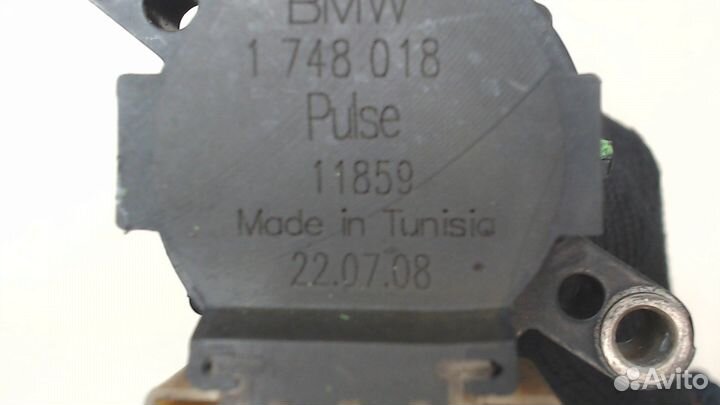 BMW
1 748 018
Pulse
11859
Made in Tunisia
22.07.08
Avito